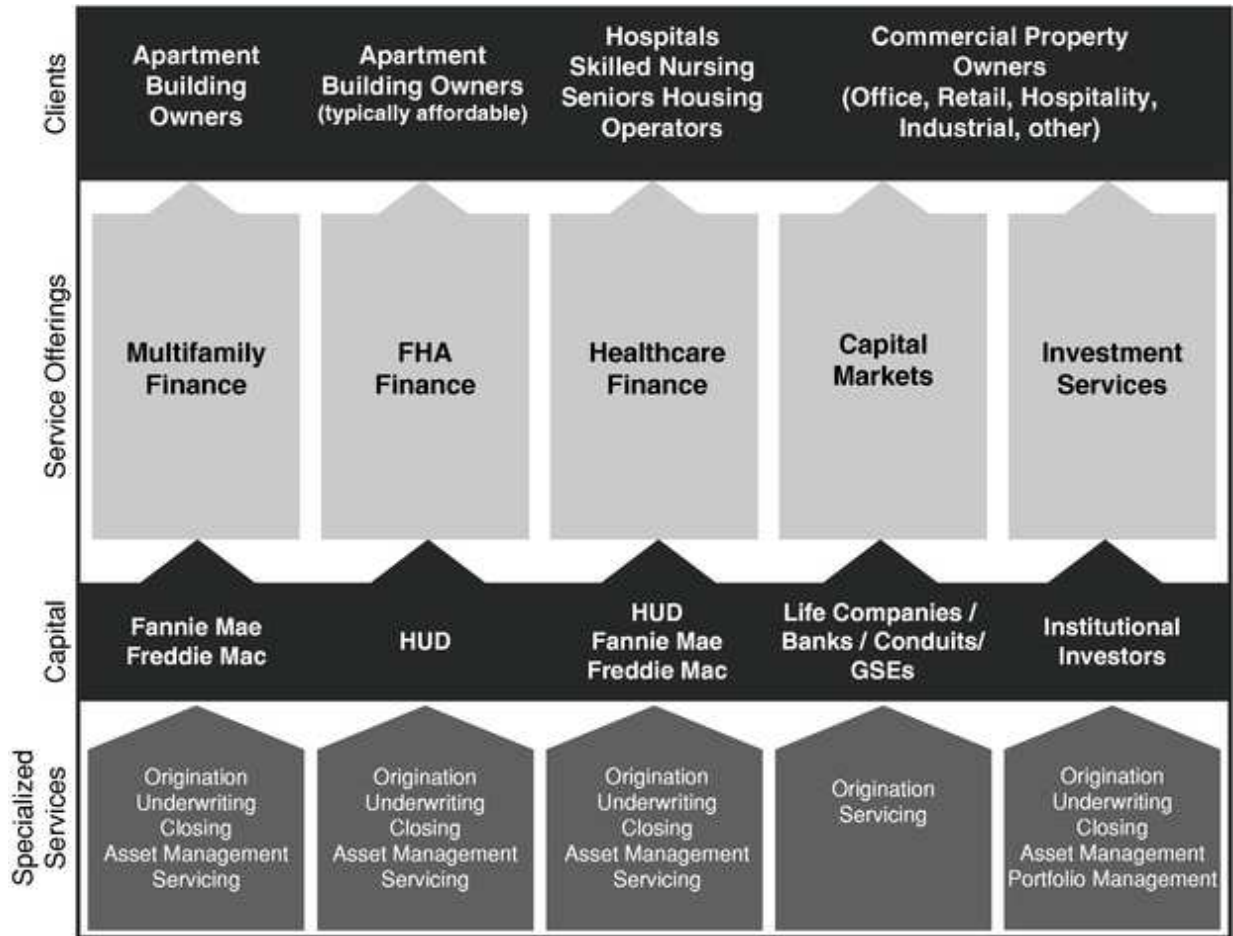 Clients
Apartment
Building
Owners
Apartment
Building Owners
(typically affordable)
Hospitals
Skilled Nursing
Seniors Housing
Operators
Commercial Property
Owners
(Office, Retail, Hospitality,
Industrial, other)
Service Offerings
Multifamily
Finance
FHA
Finance
Healthcare
Finance
Capital
Markets
Investment
Services
Capital
Fannie Mae
Freddie Mac
HUD
HUD
Fannie Mae
Freddie Mac
Life Companies /
Banks / Conduits/
GSEs
Institutional
Investors
Specialized
Services
Origination
Underwriting
Closing
Asset Management
Servicing
Origination
Underwriting
Closing
Asset Management
Servicing
Origination
Underwriting
Closing
Asset Management
Servicing
Origination
Servicing
Origination
Underwriting
Closing
Asset Management
Portfolio Management